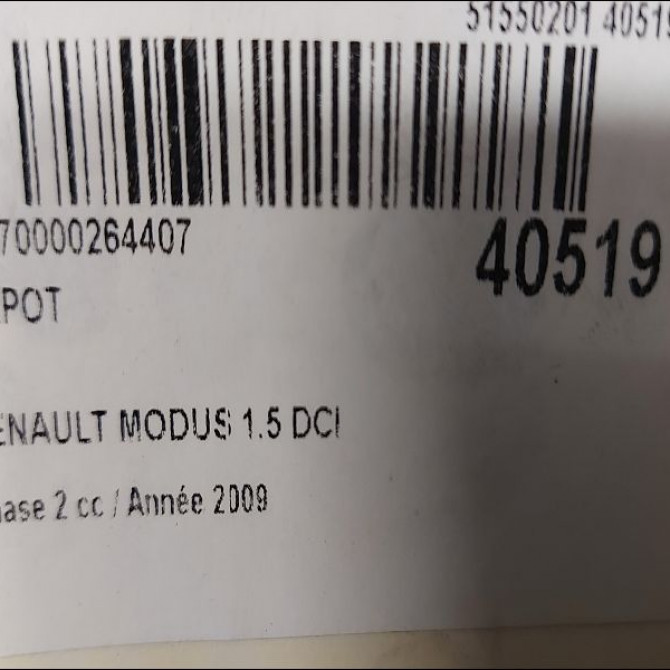 51550201 40519
70000264407
40519
POT
ENAULT MODUS 1.5 DCI
ase 2 cc / Année 2009